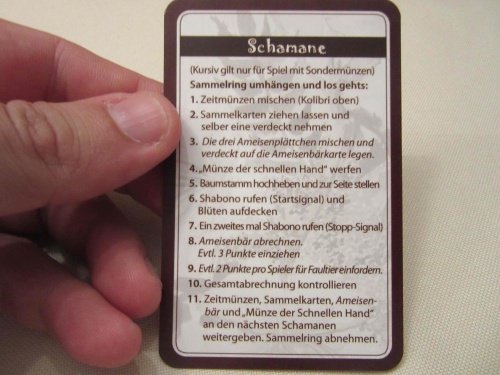 Schamane
(Kursiv gilt nur für Spiel mit Sondermünzen)
Sammelring umhängen und los gehts:
1. Zeitmünzen mischen (Kolibri oben)
2. Sammelkarten ziehen lassen und
selber eine verdeckt nehmen
3. Die drei Ameisenplättchen mischen und
verdeckt auf die Ameisenbärkarte legen.
4. „Münze der schnellen Hand" werfen
5. Baumstamm hochheben und zur Seite stellen
6. Shabono rufen (Startsignal) und
Blüten aufdecken
7. Ein zweites mal Shabono rufen (Stopp-Signal)
8. Ameisenbär abrechnen.
Evtl. 3 Punkte einziehen
9. Evtl. 2 Punkte pro Spieler für Faultier einfordern.
10. Gesamtabrechnung kontrollieren
11. Zeitmünzen, Sammelkarten, Ameisen-
bär und „Münze der Schnellen Hand"
an den nächsten Schamanen
weitergeben. Sammelring abnehmen.